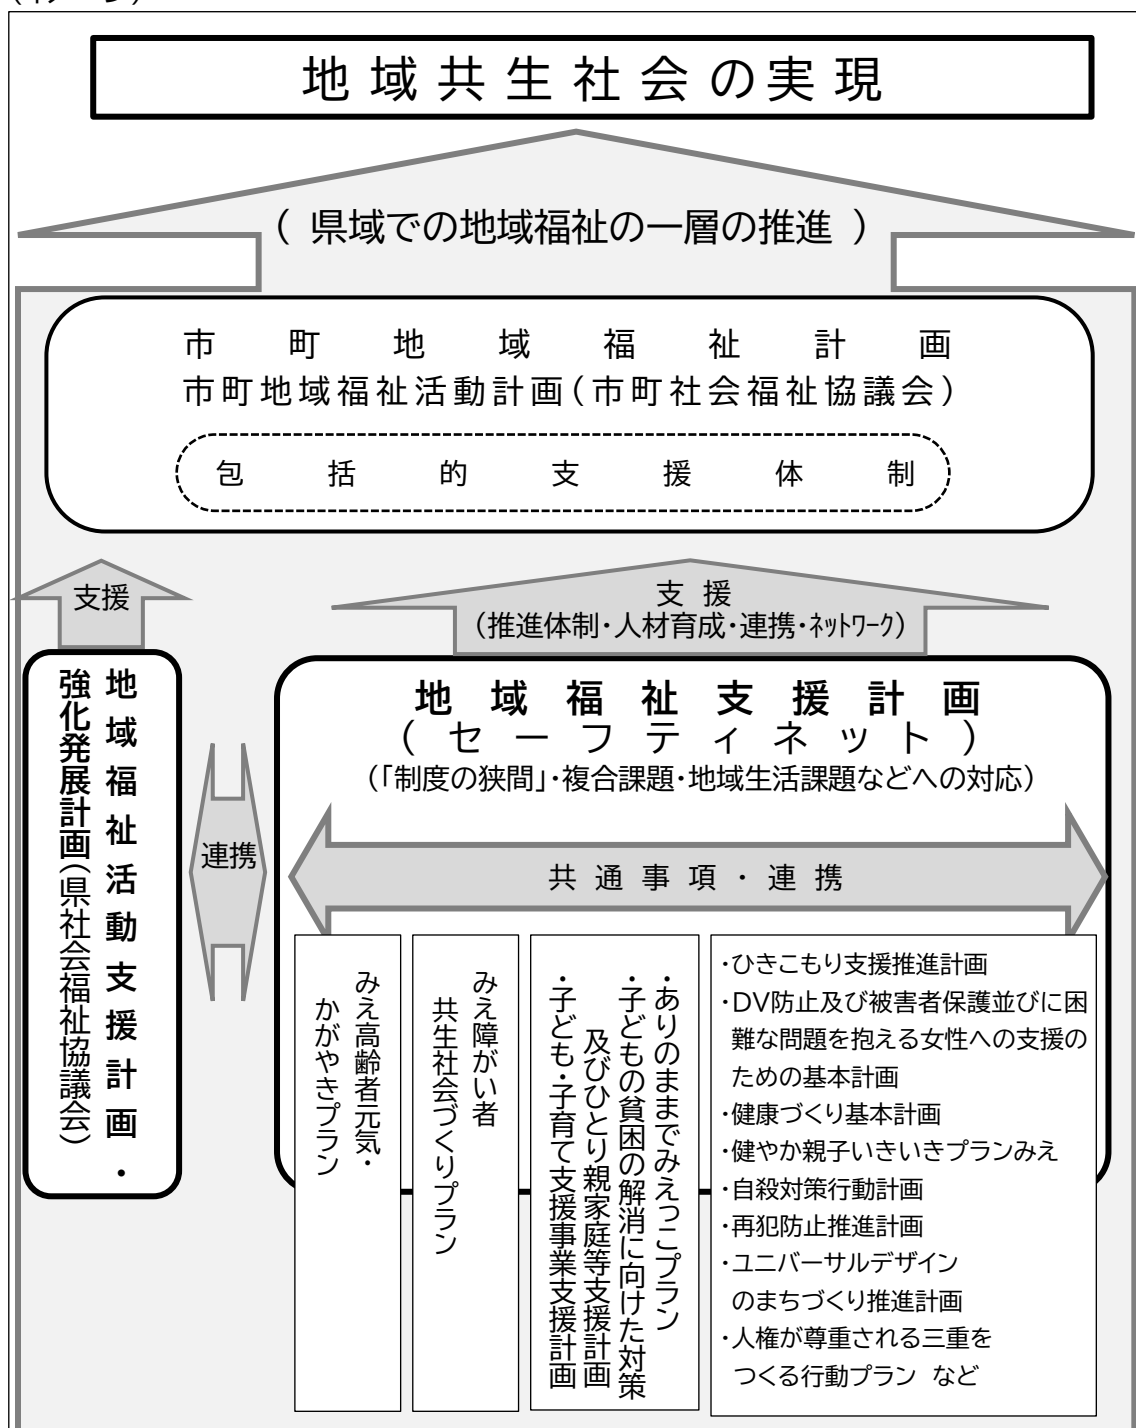 (イメージ)
地域共生社会の実現
( 県域での地域福祉の一層の推進 )
市町地域福祉計画
市町地域福祉活動計画(市町社会福祉協議会)
包括的支援体制
支援
支援
(推進体制・人材育成・連携・ネットワーク)
地域福祉活動支援計画・
強化発展計画(県社会福祉協議会)
連携
地域福祉支援計画
(セーフティネット)
(「制度の狭間」・複合課題・地域生活課題などへの対応)
共通事項・連携
みえ高齢者元気・
かがやきプラン
みえ障がい者
共生社会づくりプラン
・ありのままでみえっこプラン
・子どもの貧困の解消に向けた対策
及びひとり親家庭等支援計画
・子ども・子育て支援事業支援計画
・ひきこもり支援推進計画
・DV防止及び被害者保護並びに困
難な問題を抱える女性への支援の
ための基本計画
・健康づくり基本計画
・健やか親子いきいきプランみえ
・自殺対策行動計画
・再犯防止推進計画
・ユニバーサルデザイン
のまちづくり推進計画
・人権が尊重される三重を
つくる行動プラン など